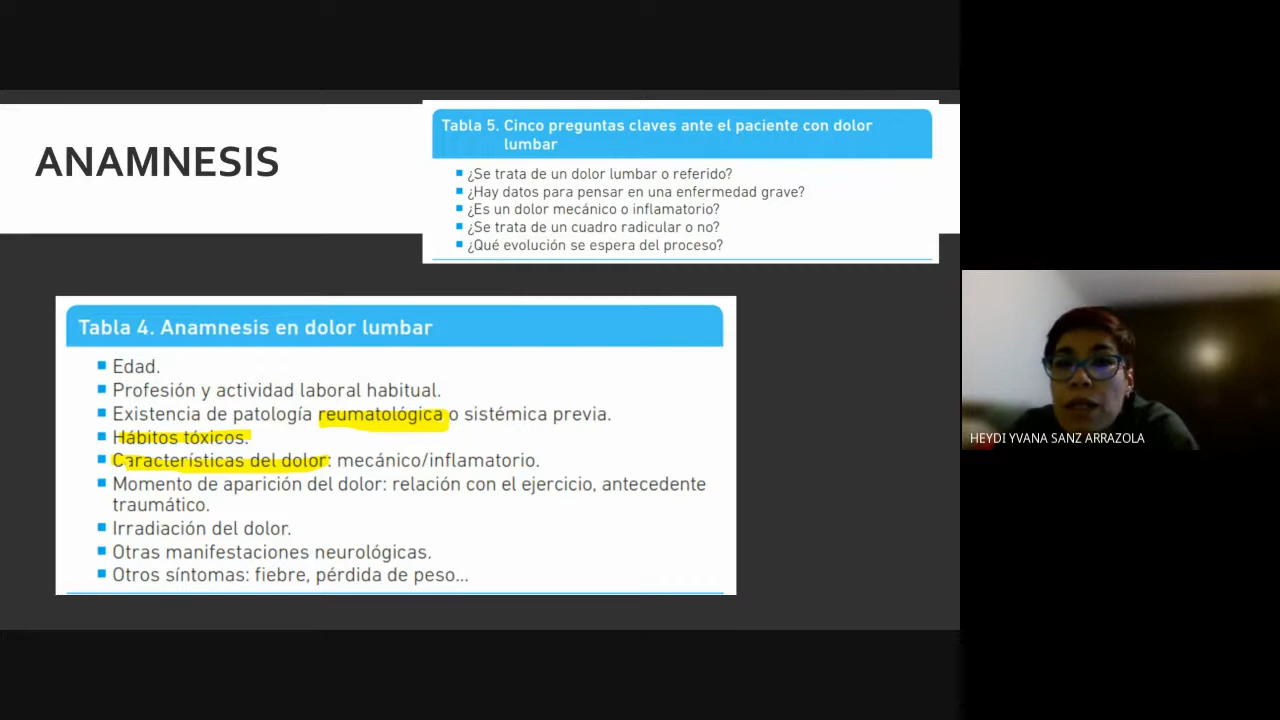 ANAMNESIS
Tabla 5. Cinco preguntas claves ante el paciente con dolor
lumbar
¿Se trata de un dolor lumbar o referido?
¿Hay datos para pensar en una enfermedad grave?
¿Es un dolor mecánico o inflamatorio?
¿Se trata de un cuadro radicular o no?
¿Qué evolución se espera del proceso?
Tabla 4. Anamnesis en dolor lumbar
Edad.
Profesión y actividad laboral habitual.
Existencia de patología reumatológica o sistémica previa.
Hábitos tóxicos.
Características del dolor: mecánico/inflamatorio.
Momento de aparición del dolor: relación con el ejercicio, antecedente
traumático.
Irradiación del dolor.
Otras manifestaciones neurológicas.
Otros síntomas: fiebre, pérdida de peso...
HEYDI YVANA SANZ ARRAZOLA